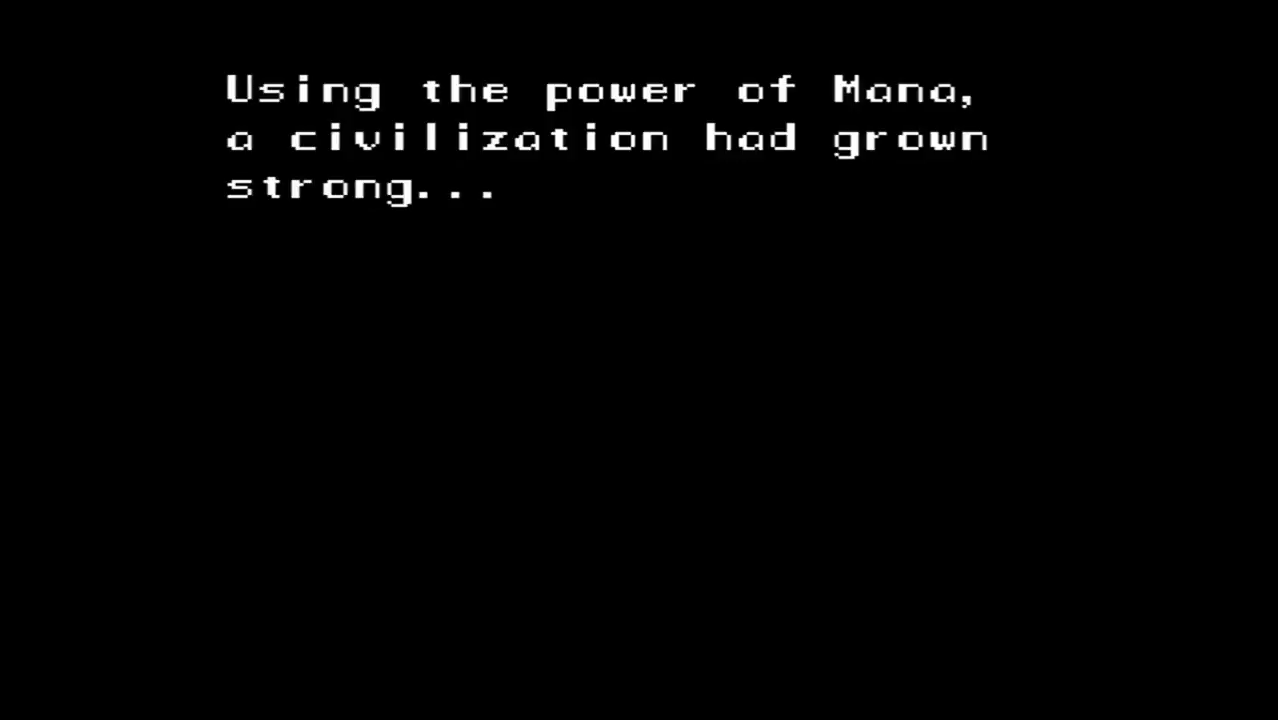 Using the power of Mana,
a civilization had grown
strong...